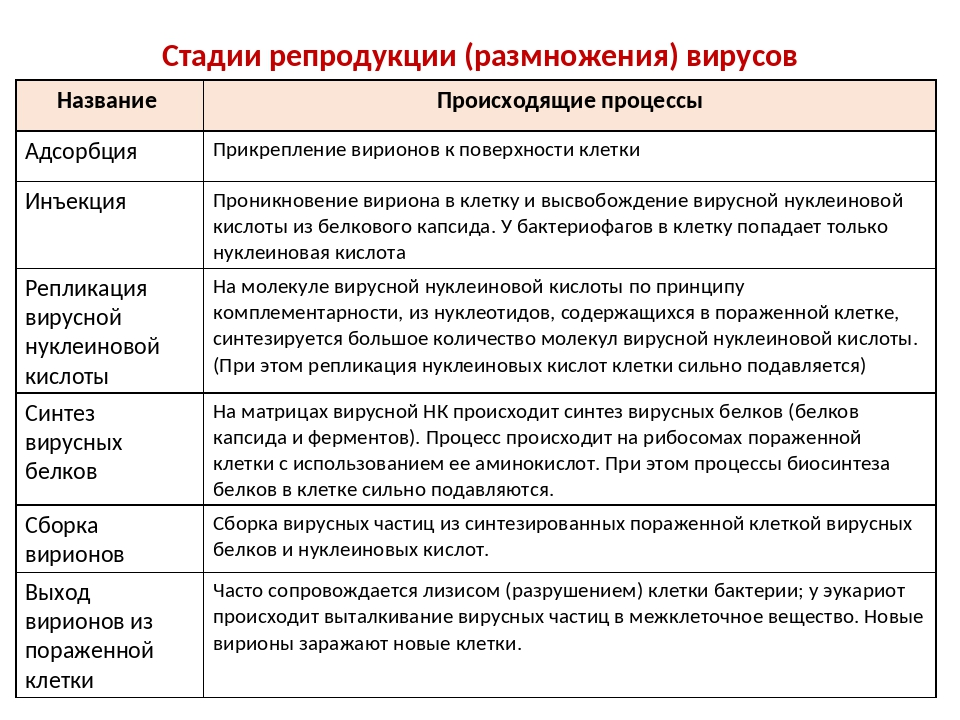 Стадии репродукции (размножения) вирусов
Название
Происходящие процессы
Адсорбция
Прикрепление вирионов к поверхности клетки
Инъекция
Проникновение вириона в клетку и высвобождение вирусной нуклеиновой
кислоты из белкового капсида. У бактериофагов в клетку попадает только
нуклеиновая кислота
Репликация
вирусной
нуклеиновой
кислоты
На молекуле вирусной нуклеиновой кислоты по принципу
комплементарности, из нуклеотидов, содержащихся в пораженной клетке,
синтезируется большое количество молекул вирусной нуклеиновой кислоты.
(При этом репликация нуклеиновых кислот клетки сильно подавляется)
Синтез
вирусных
белков
На матрицах вирусной НК происходит синтез вирусных белков (белков
капсида и ферментов). Процесс происходит на рибосомах пораженной
клетки с использованием ее аминокислот. При этом процессы биосинтеза
белков в клетке сильно подавляются.
Сборка
вирионов
Сборка вирусных частиц из синтезированных пораженной клеткой вирусных
белков и нуклеиновых кислот.
Выход
вирионов из
пораженной
клетки
Часто сопровождается лизисом (разрушением) клетки бактерии; у эукариот
происходит выталкивание вирусных частиц в межклеточное вещество. Новые
вирионы заражают новые клетки.